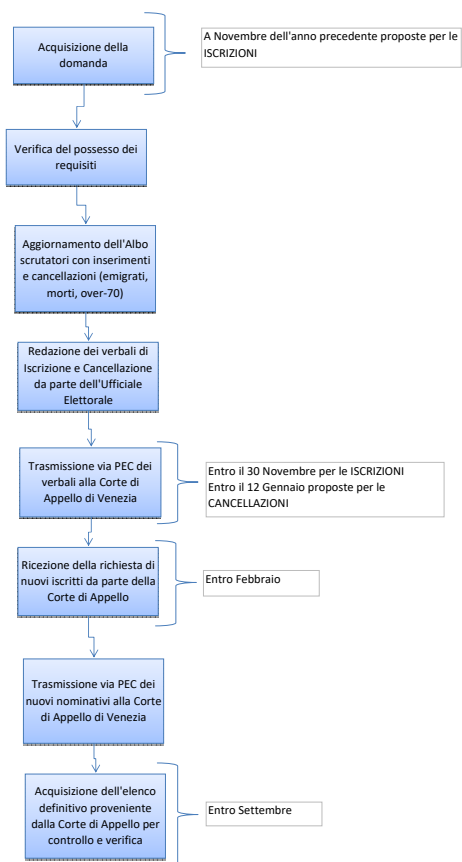 Acquisizione della
domanda
A Novembre dell'anno precedente proposte per le
ISCRIZIONI
Verifica del possesso dei
requisiti
Aggiornamento dell'Albo
scrutatori con inserimenti
e cancellazioni (emigrati,
morti, over-70)
Redazione dei verbali di
Iscrizione e Cancellazione
da parte dell'Ufficiale
Elettorale
Trasmissione via PEC dei
verbali alla Corte di
Appello di Venezia
Entro il 30 Novembre per le ISCRIZIONI
Entro il 12 Gennaio proposte per le
CANCELLAZIONI
Ricezione della richiesta di
nuovi iscritti da parte della
Corte di Appello
Entro Febbraio
Trasmissione via PEC dei
nuovi nominativi alla Corte
di Appello di Venezia
Acquisizione dell'elenco
definitivo proveniente
dalla Corte di Appello per
controllo e verifica
Entro Settembre